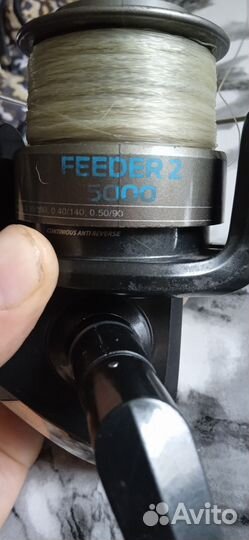 FEEDER 2
5000
0.40/140, 0.50/90
CONTINUOUS ANTI REVERSE
Avito